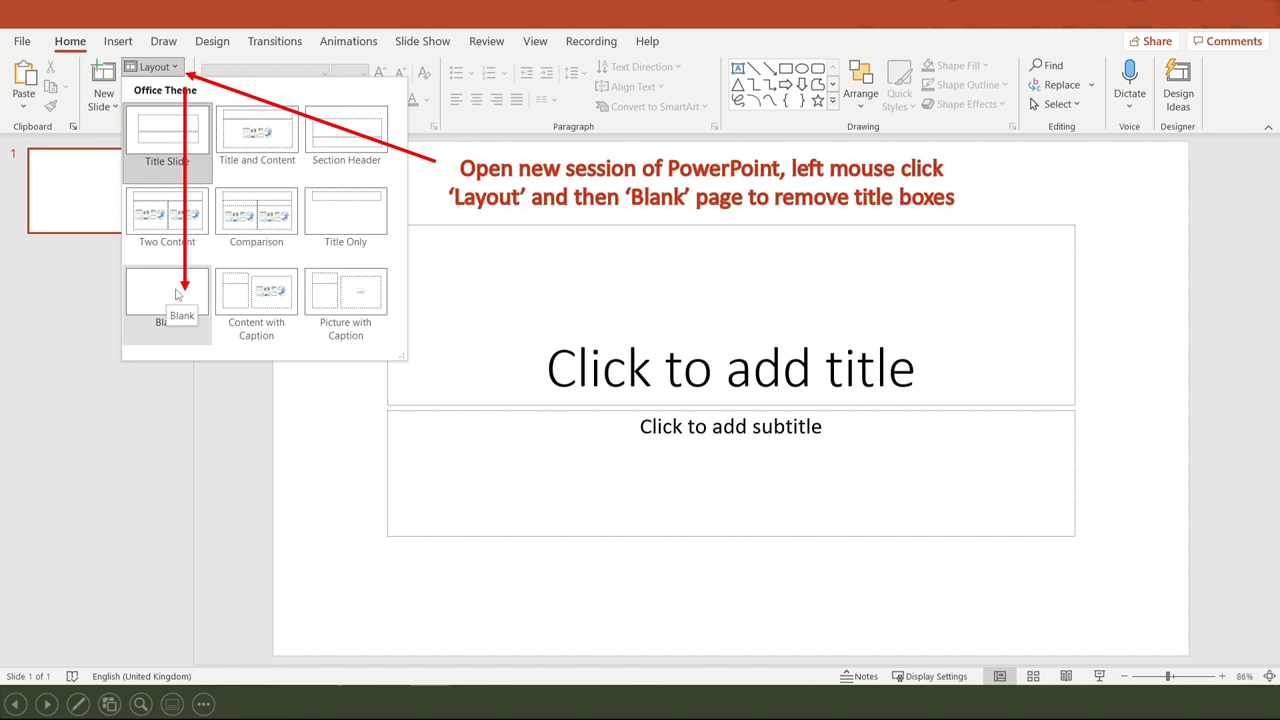 File Home Insert Draw Design Transitions Animations Slide Show Review View Recording Help Share Comments
Layout
Paste
New
Slide
Text Direction
Align Text
Convert to SmartArt
Arrange
Quick
Styles
Shape Fill
Shape Outline
Shape Effects
Find
Replace
Select
Dictate
Design
Ideas
Clipboard
Paragraph
Drawing
Editing
Voice
Designer
Office Theme
Title Slide
Title and Content
Section Header
Two Content
Comparison
Title Only
Blank
Content with
Caption
Picture with
Caption
1
Open new session of PowerPoint, left mouse click
‘Layout’ and then ‘Blank’ page to remove title boxes
Click to add title
Click to add subtitle
Slide 1 of 1 English (United Kingdom) Notes Display Settings 86%